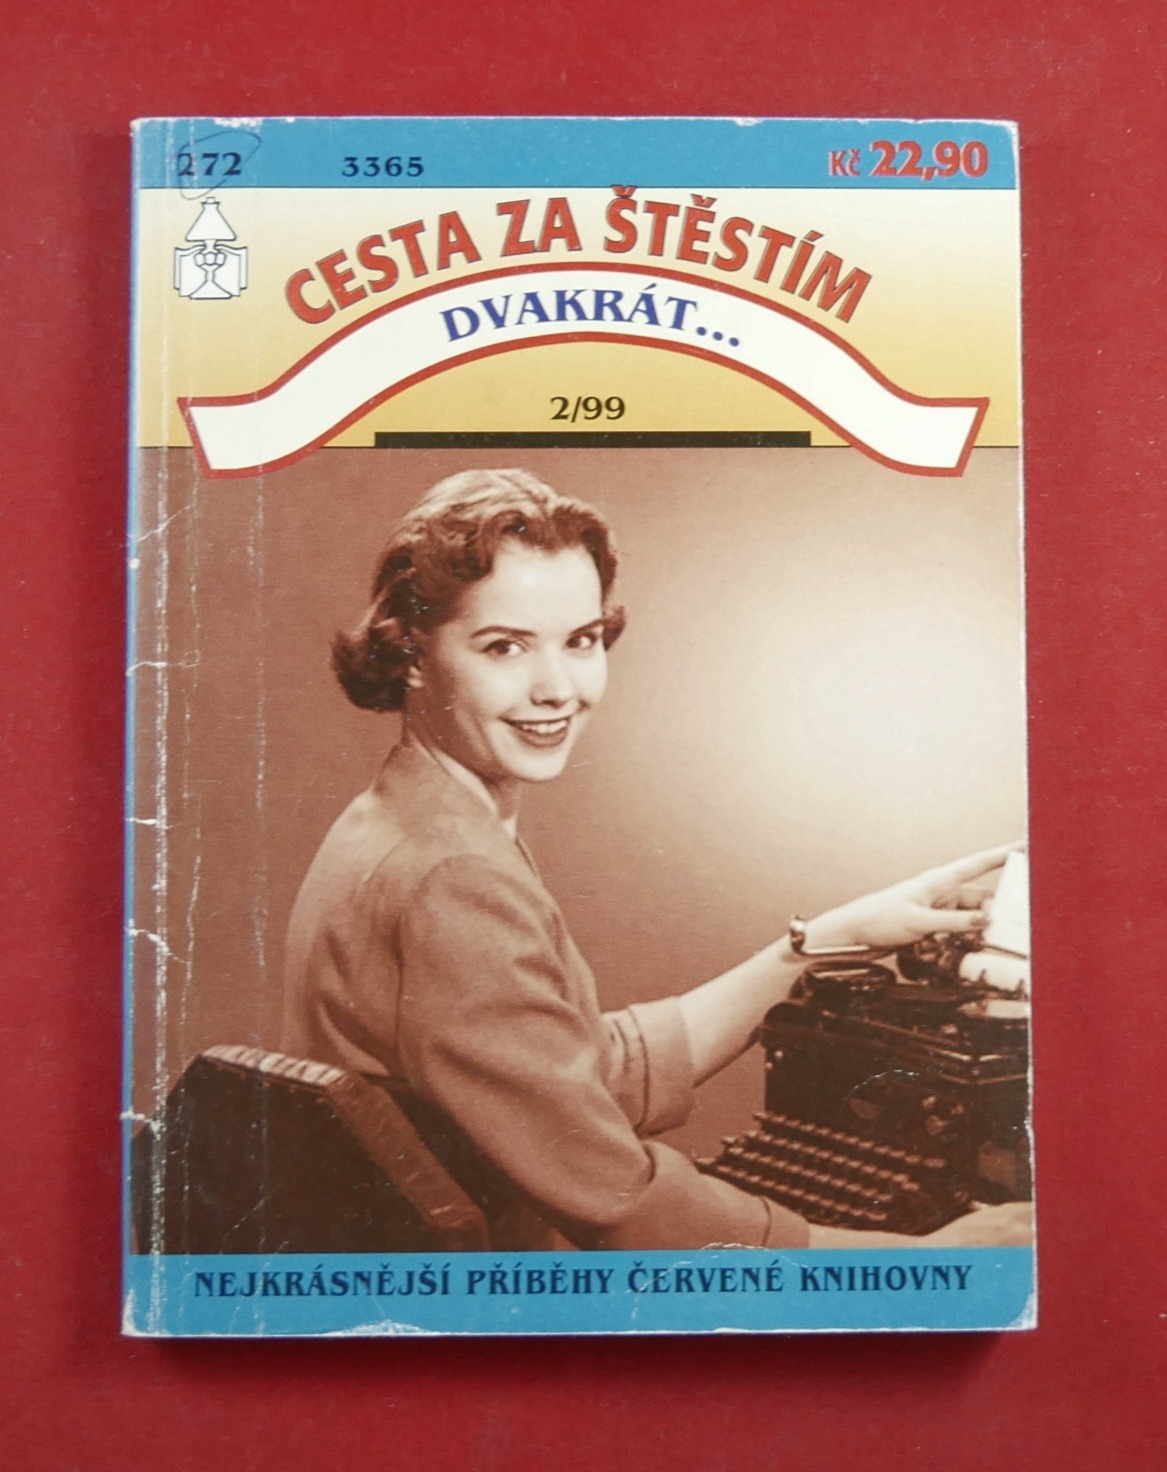 272 3365 Kč 22,90
CESTA ZA ŠTĚSTÍM
DVAKRÁT...
2/99
NEJKRÁSNĚJŠÍ PŘÍBĚHY ČERVENÉ KNIHOVNY